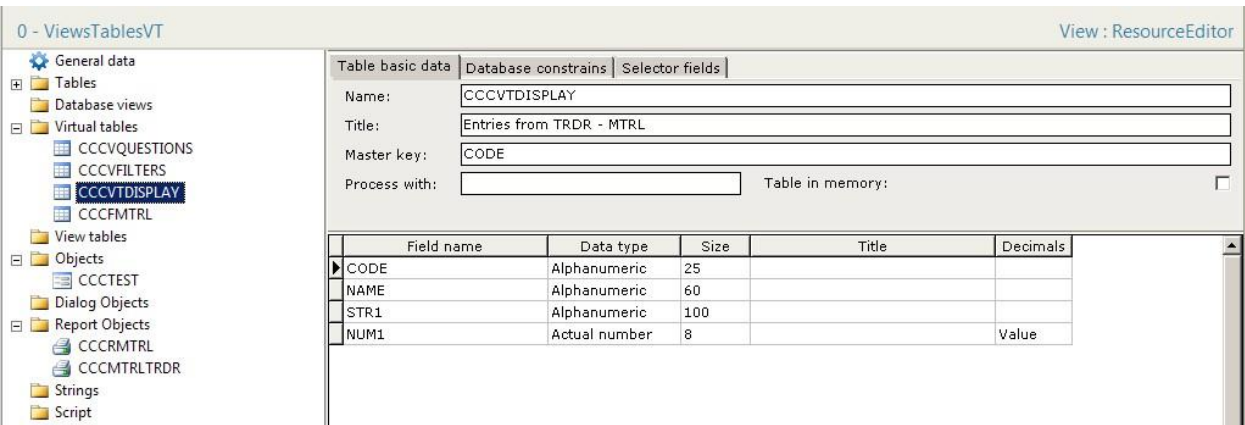 0 - ViewsTablesVT
View : ResourceEditor
General data
Tables
Database views
Virtual tables
CCCVQUESTIONS
CCCVFILTERS
CCCVTDISPLAY
CCCFMTRL
View tables
Objects
CCCTEST
Dialog Objects
Report Objects
CCCRMTRL
CCCMTRLTRDR
Strings
Script
Table basic data Database constrains Selector fields
Name: CCCVTDISPLAY
Title: Entries from TRDR - MTRL
Master key: CODE
Process with: Table in memory:
Field name Data type Size Title Decimals
CODE Alphanumeric 25
NAME Alphanumeric 60
STR1 Alphanumeric 100
NUM1 Actual number 8 Value